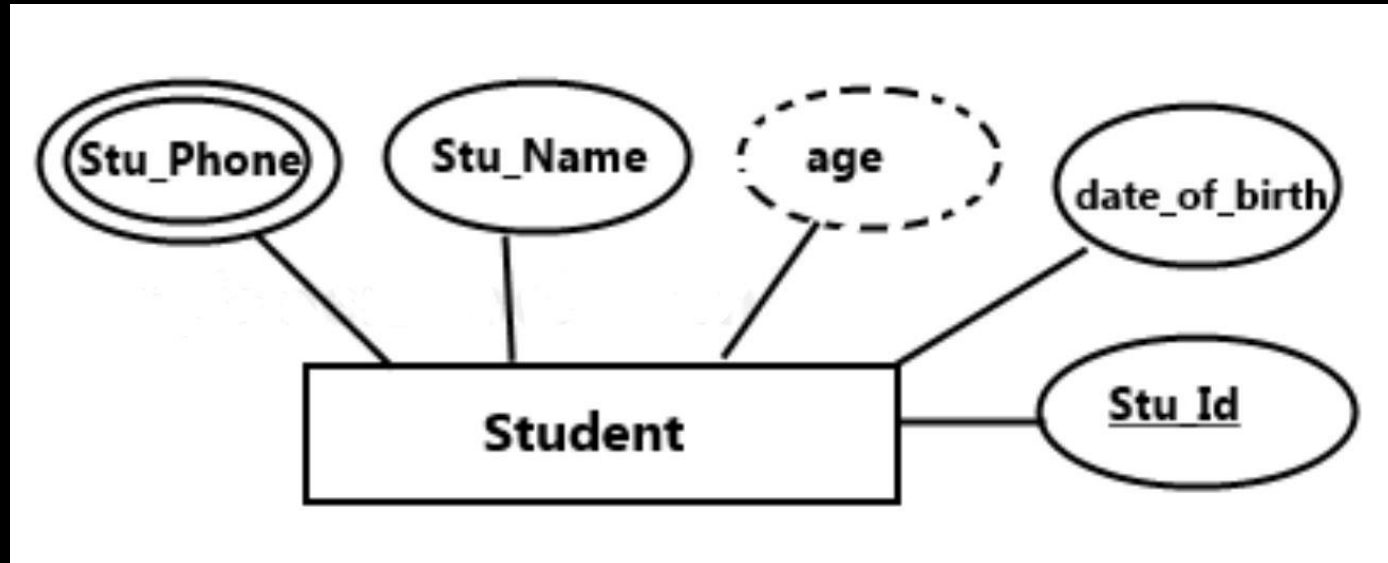 Stu_Phone
Stu_Name
age
date_of_birth
Stu_Id
Student